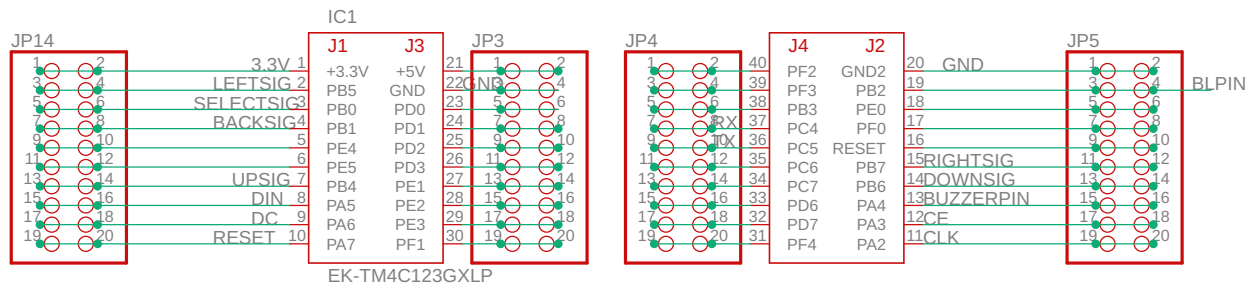 IC1
JP14 J1 J3 JP3 JP4 J4 J2 JP5
1 2 3.3V 1 +3.3V +5V 21 1 2 1 2 40 PF2 GND2 20 GND 1 2
3 4 LEFTSIG 2 PB5 GND 22 GND 3 4 3 4 39 PF3 PB2 19 3 4 BLPIN
5 6 SELECTSIG 3 PB0 PD0 23 5 6 5 6 38 PB3 PE0 18 5 6
7 8 BACKSIG 4 PB1 PD1 24 7 8 7 8 RX 37 PC4 PF0 17 7 8
9 10 5 PE4 PD2 25 9 10 9 10 TX 36 PC5 RESET 16 9 10
11 12 6 PE5 PD3 26 11 12 11 12 35 PC6 PB7 15 RIGHTSIG 11 12
13 14 UPSIG 7 PB4 PE1 27 13 14 13 14 34 PC7 PB6 14 DOWNSIG 13 14
15 16 DIN 8 PA5 PE2 28 15 16 15 16 33 PD6 PA4 13 BUZZERPIN 15 16
17 18 DC 9 PA6 PE3 29 17 18 17 18 32 PD7 PA3 12 CE 17 18
19 20 RESET 10 PA7 PF1 30 19 20 19 20 31 PF4 PA2 11 CLK 19 20
EK-TM4C123GXLP